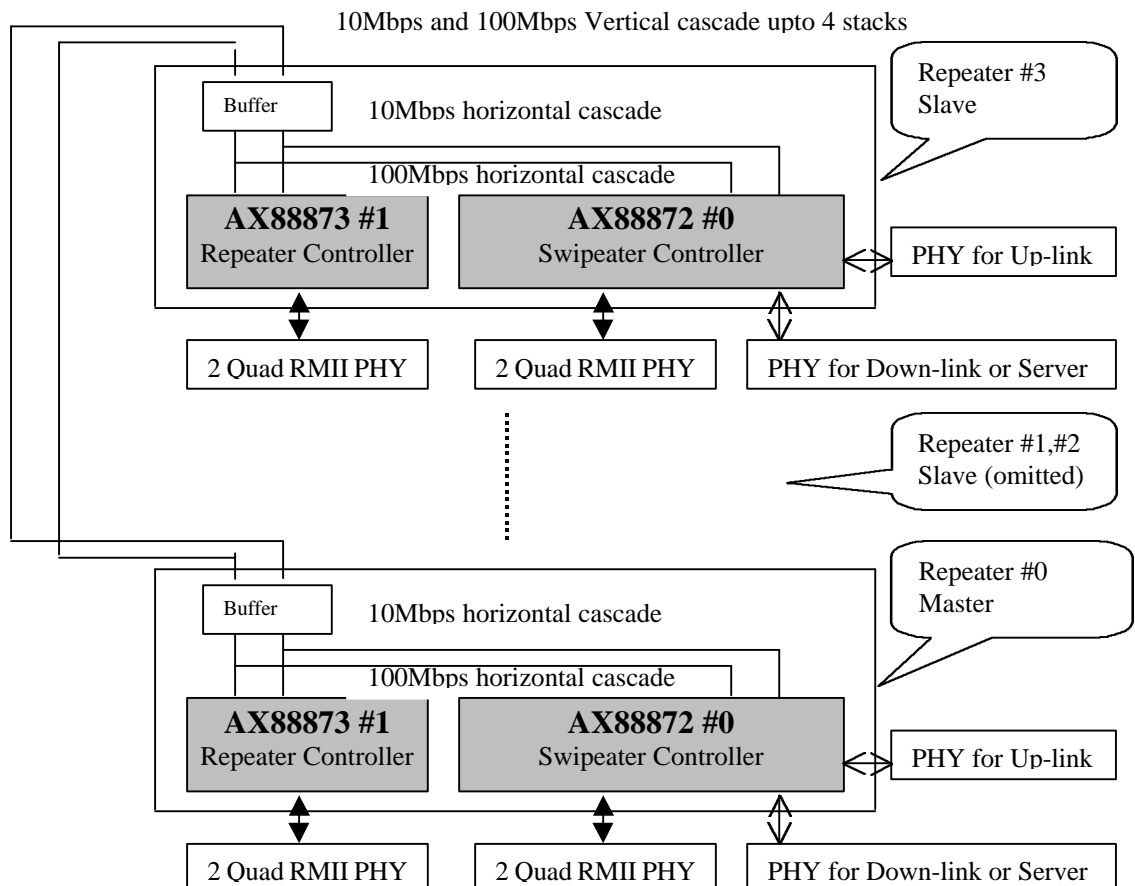 10Mbps and 100Mbps Vertical cascade upto 4 stacks
Repeater #3
Slave
Buffer
10Mbps horizontal cascade
100Mbps horizontal cascade
AX88873 #1
Repeater Controller
AX88872 #0
Swipeater Controller
PHY for Up-link
2 Quad RMII PHY
2 Quad RMII PHY
PHY for Down-link or Server
Repeater #1,#2
Slave (omitted)
Repeater #0
Master
Buffer
10Mbps horizontal cascade
100Mbps horizontal cascade
AX88873 #1
Repeater Controller
AX88872 #0
Swipeater Controller
PHY for Up-link
2 Quad RMII PHY
2 Quad RMII PHY
PHY for Down-link or Server